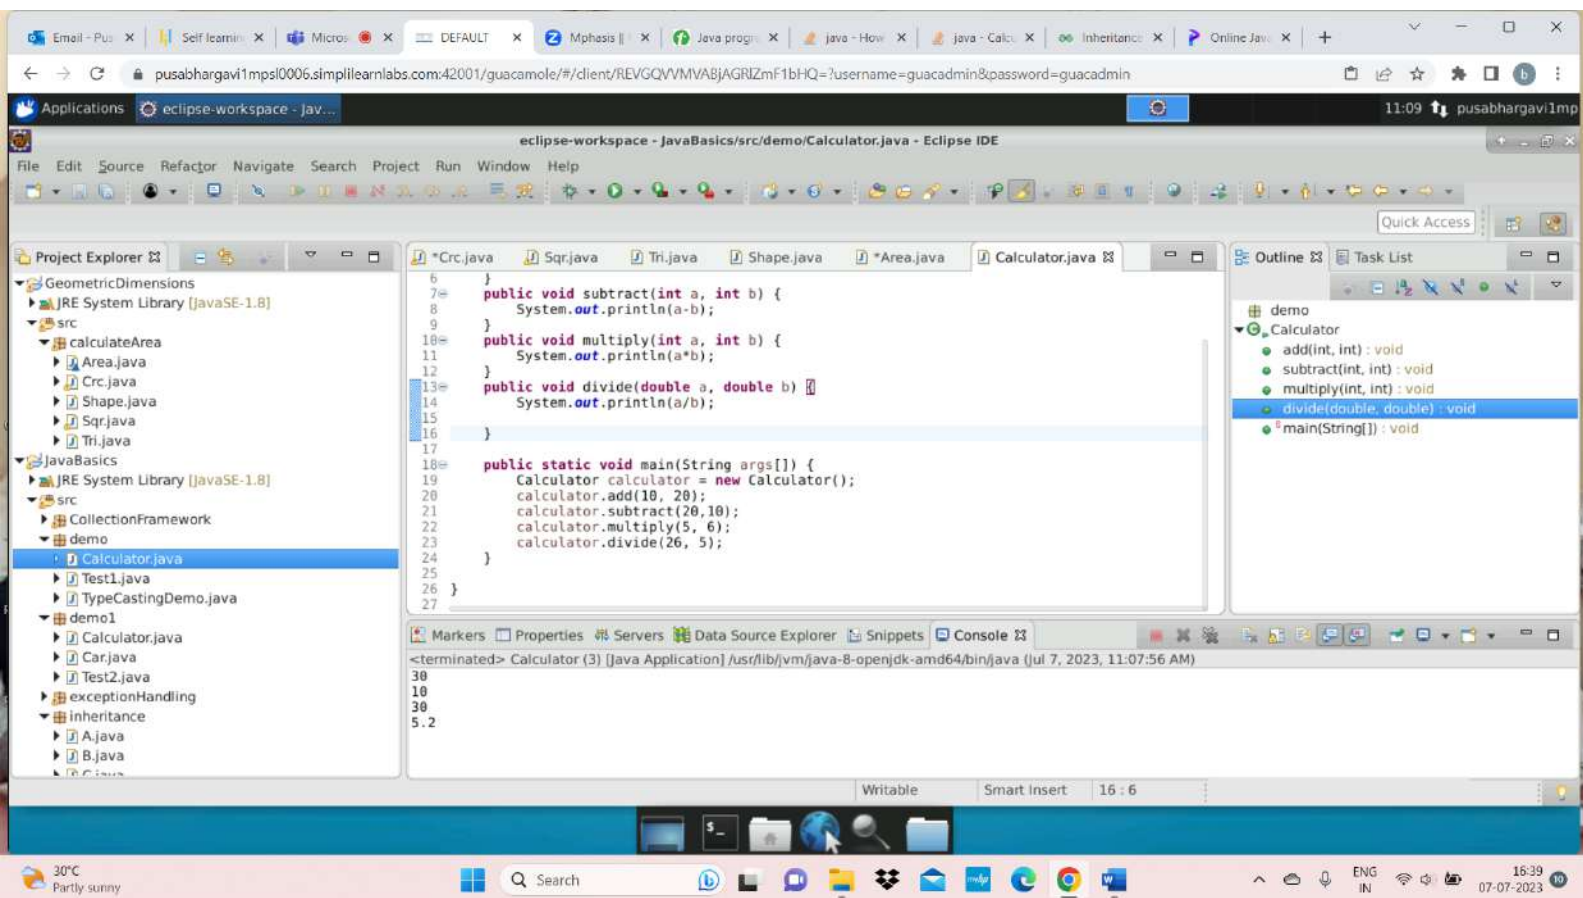 Email - Pus
Self learnin
Micros
DEFAULT
Mphasis ||
Java progra
java - How
java - Calcu
Inheritance
Online Java
pusabhargavi1mpsl0006.simplilearnlabs.com:42001/guacamole/#/client/REVGQVVMVABjAGRlZmF1bHQ=?username=guacadmin&password=guacadmin
b
Applications
eclipse-workspace - Jav...
11:09
pusabhargavi1mp
eclipse-workspace - JavaBasics/src/demo/Calculator.java - Eclipse IDE
File Edit Source Refactor Navigate Search Project Run Window Help
Quick Access
Project Explorer
GeometricDimensions
JRE System Library [JavaSE-1.8]
src
calculateArea
Area.java
Crc.java
Shape.java
Sqr.java
Tri.java
JavaBasics
JRE System Library [JavaSE-1.8]
src
CollectionFramework
demo
Calculator.java
Test1.java
TypeCastingDemo.java
demo1
Calculator.java
Car.java
Test2.java
exceptionHandling
inheritance
A.java
B.java
C.java
*Crc.java
Sqr.java
Tri.java
Shape.java
*Area.java
Calculator.java
6 }
7 public void subtract(int a, int b) {
8 System.out.println(a-b);
9 }
10 public void multiply(int a, int b) {
11 System.out.println(a*b);
12 }
13 public void divide(double a, double b) {
14 System.out.println(a/b);
15
16 }
17
18 public static void main(String args[]) {
19 Calculator calculator = new Calculator();
20 calculator.add(10, 20);
21 calculator.subtract(20,10);
22 calculator.multiply(5, 6);
23 calculator.divide(26, 5);
24 }
25
26 }
27
Outline
Task List
demo
Calculator
add(int, int) : void
subtract(int, int) : void
multiply(int, int) : void
divide(double, double) : void
main(String[]) : void
Markers Properties Servers Data Source Explorer Snippets Console
<terminated> Calculator (3) [Java Application] /usr/lib/jvm/java-8-openjdk-amd64/bin/java (Jul 7, 2023, 11:07:56 AM)
30
10
30
5.2
Writable
Smart Insert
16 : 6
30°C
Partly sunny
Search
ENG
IN
16:39
07-07-2023
10